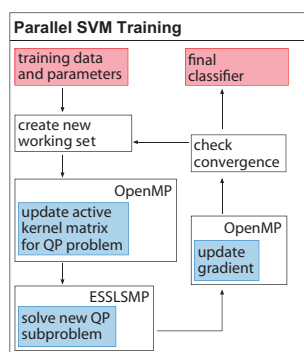 Parallel SVM Training
training data
and parameters
final
classifier
create new
working set
check
convergence
OpenMP
update active
kernel matrix
for QP problem
OpenMP
update
gradient
ESSLSMP
solve new QP
subproblem